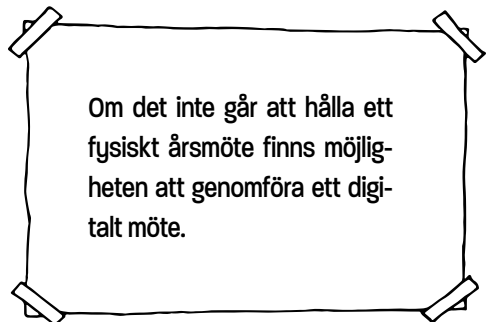 Om det inte går att hålla ett
fysiskt årsmöte finns möjlig-
heten att genomföra ett digi-
talt möte.